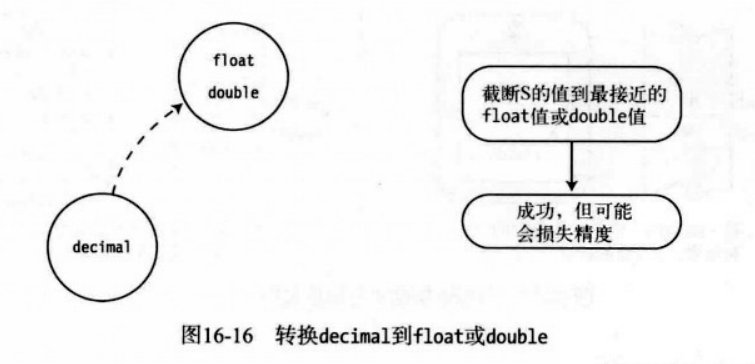 float
double
decimal
截断S的值到最接近的
float值或double值
成功，但可能
会损失精度
图16-16 转换decimal到float或double